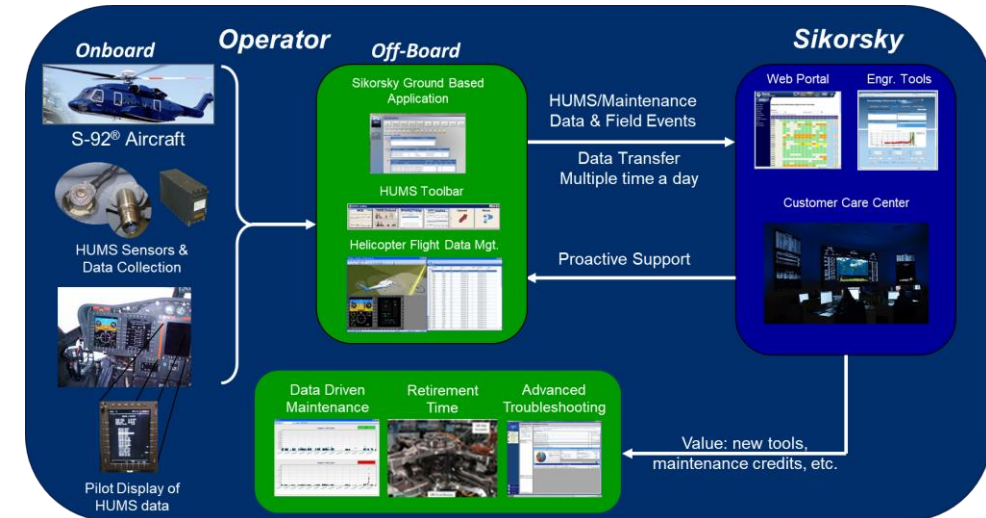 Onboard
Operator
Off-Board
Sikorsky
S-92® Aircraft
HUMS Sensors &
Data Collection
Pilot Display of
HUMS data
Sikorsky Ground Based
Application
HUMS Toolbar
Helicopter Flight Data Mgt.
HUMS/Maintenance
Data & Field Events
Data Transfer
Multiple time a day
Proactive Support
Web Portal
Engr. Tools
Customer Care Center
Data Driven
Maintenance
Retirement
Time
Advanced
Troubleshooting
Value: new tools,
maintenance credits, etc.